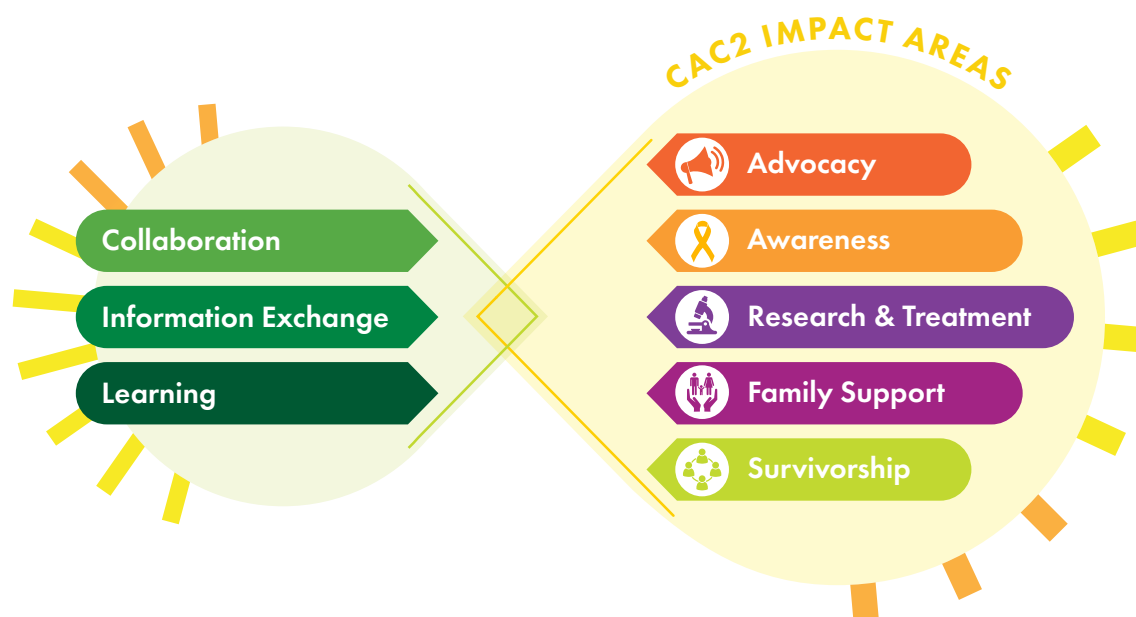 CAC2 IMPACT AREAS
Collaboration
Information Exchange
Learning
Advocacy
Awareness
Research & Treatment
Family Support
Survivorship